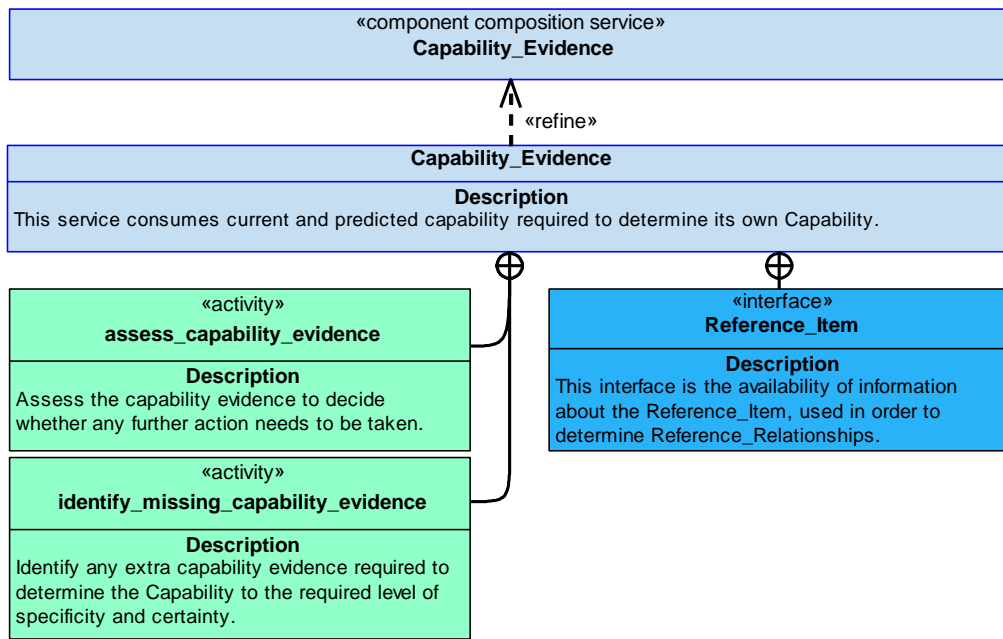 «component composition service»
Capability_Evidence
«refine»
Capability_Evidence
Description
This service consumes current and predicted capability required to determine its own Capability.
«activity»
assess_capability_evidence
Description
Assess the capability evidence to decide
whether any further action needs to be taken.
«interface»
Reference_Item
Description
This interface is the availability of information
about the Reference_Item, used in order to
determine Reference_Relationships.
«activity»
identify_missing_capability_evidence
Description
Identify any extra capability evidence required to
determine the Capability to the required level of
specificity and certainty.